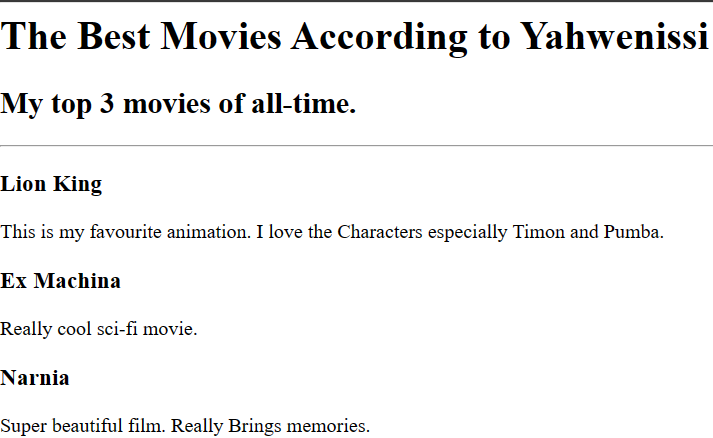 The Best Movies According to Yahwenissi
My top 3 movies of all-time.
Lion King
This is my favourite animation. I love the Characters especially Timon and Pumba.
Ex Machina
Really cool sci-fi movie.
Narnia
Super beautiful film. Really Brings memories.